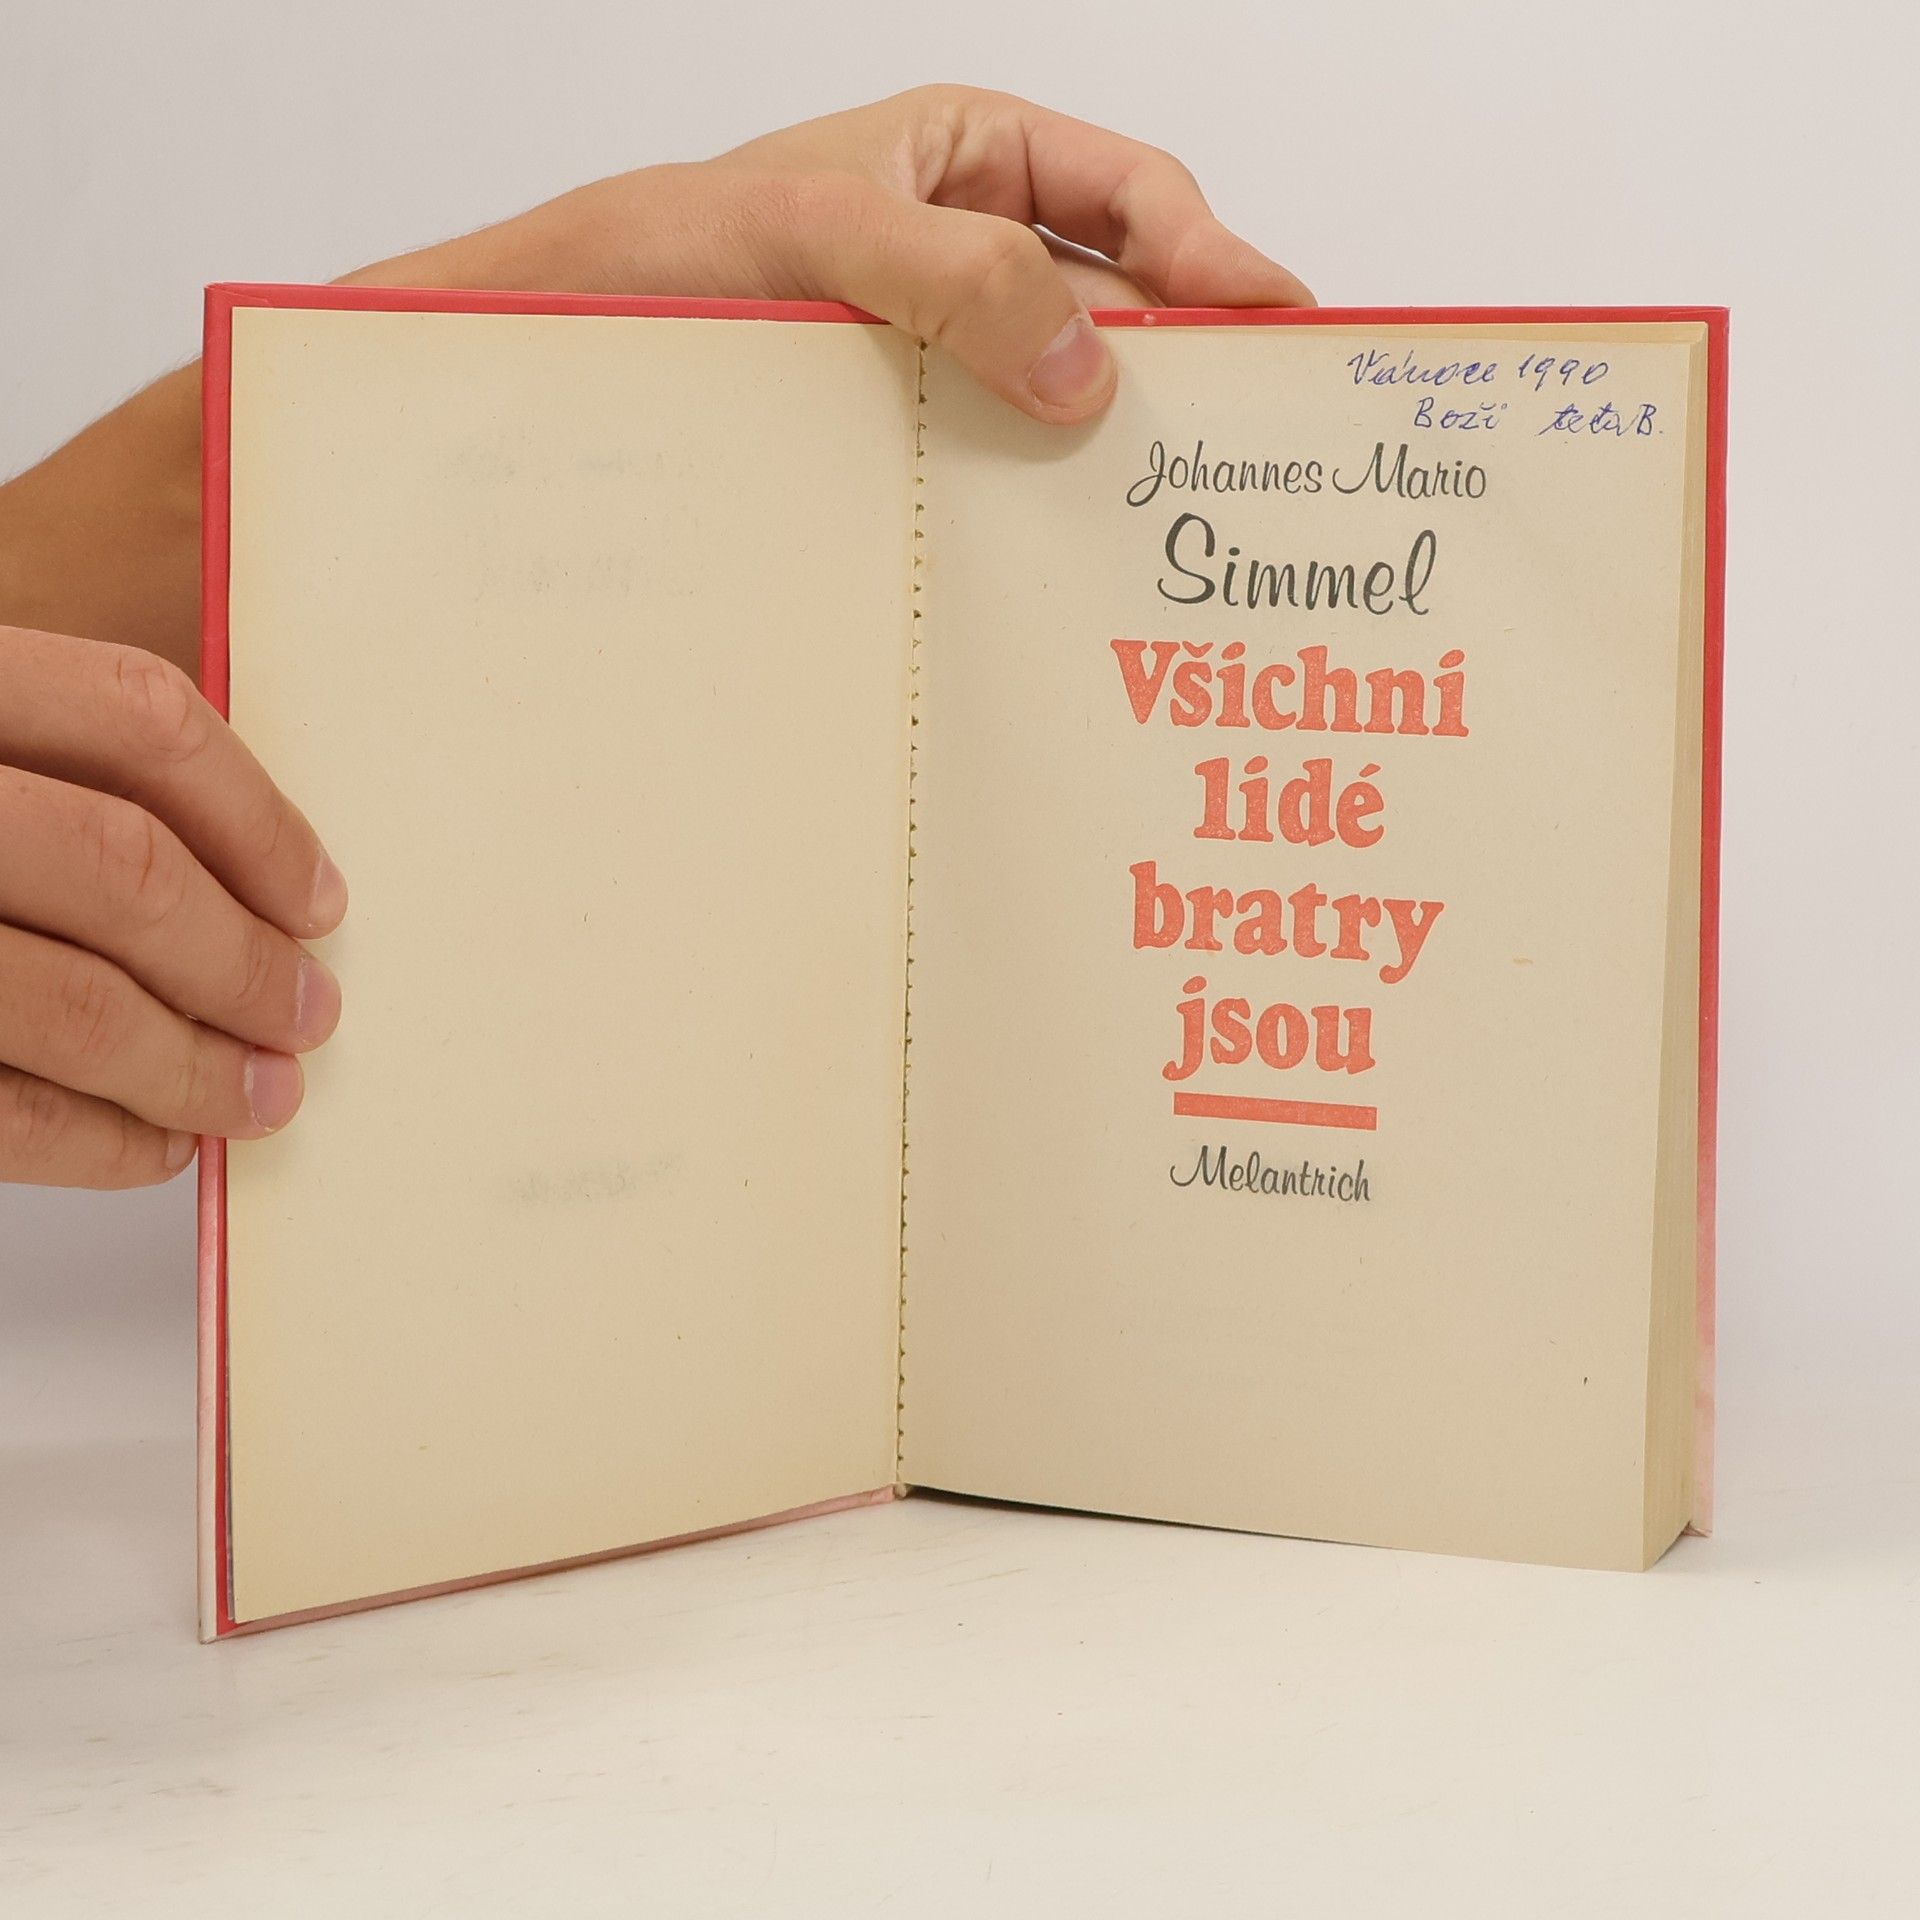 Vánoce 1990
Boži teta B.
Johannes Mario
Simmel
Všichni
lidé
bratry
jsou
Melantrich